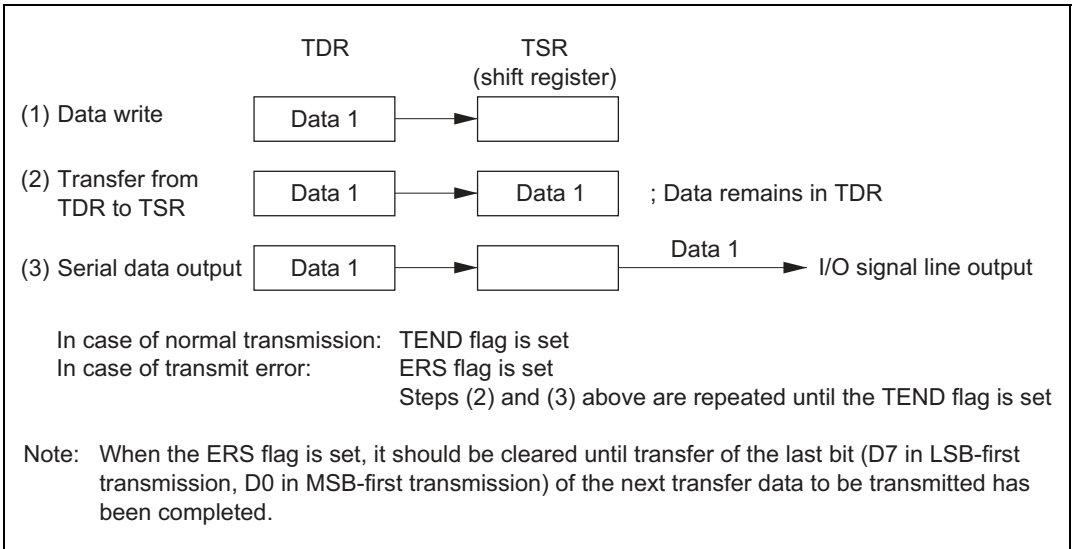 TDR TSR
(shift register)
(1) Data write Data 1
(2) Transfer from
TDR to TSR Data 1 Data 1 ; Data remains in TDR
(3) Serial data output Data 1 Data 1 I/O signal line output
In case of normal transmission: TEND flag is set
In case of transmit error: ERS flag is set
Steps (2) and (3) above are repeated until the TEND flag is set
Note: When the ERS flag is set, it should be cleared until transfer of the last bit (D7 in LSB-first
transmission, D0 in MSB-first transmission) of the next transfer data to be transmitted has
been completed.